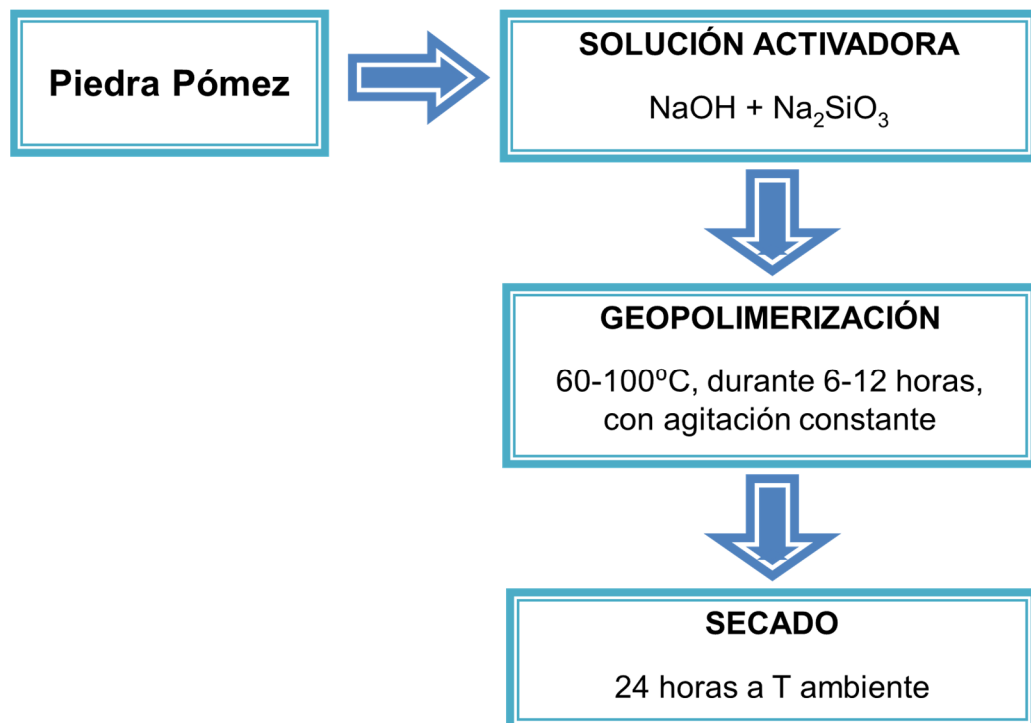 Piedra Pómez
SOLUCIÓN ACTIVADORA
NaOH + Na₂SiO₃
GEOPOLIMERIZACIÓN
60-100ºC, durante 6-12 horas,
con agitación constante
SECADO
24 horas a T ambiente